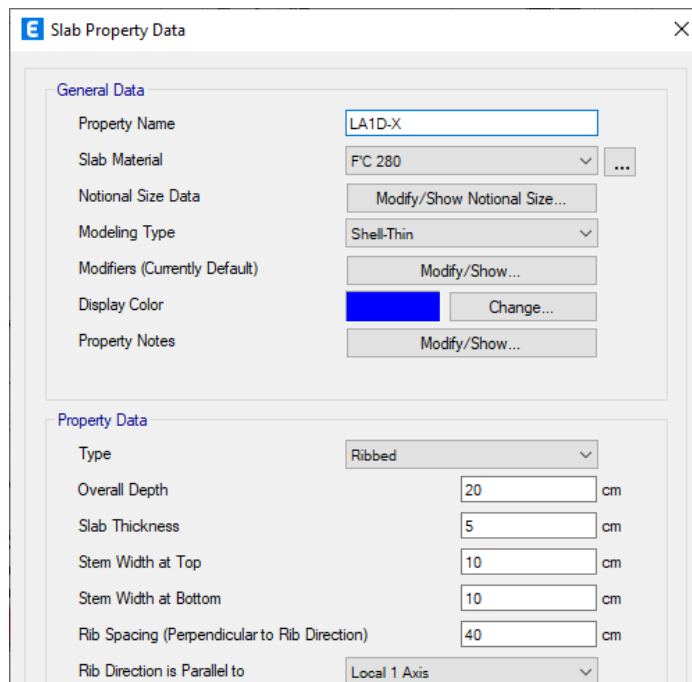 E Slab Property Data
General Data
Property Name LA1D-X
Slab Material F'C 280 ...
Notional Size Data Modify/Show Notional Size...
Modeling Type Shell-Thin
Modifiers (Currently Default) Modify/Show...
Display Color Change...
Property Notes Modify/Show...
Property Data
Type Ribbed
Overall Depth 20 cm
Slab Thickness 5 cm
Stem Width at Top 10 cm
Stem Width at Bottom 10 cm
Rib Spacing (Perpendicular to Rib Direction) 40 cm
Rib Direction is Parallel to Local 1 Axis